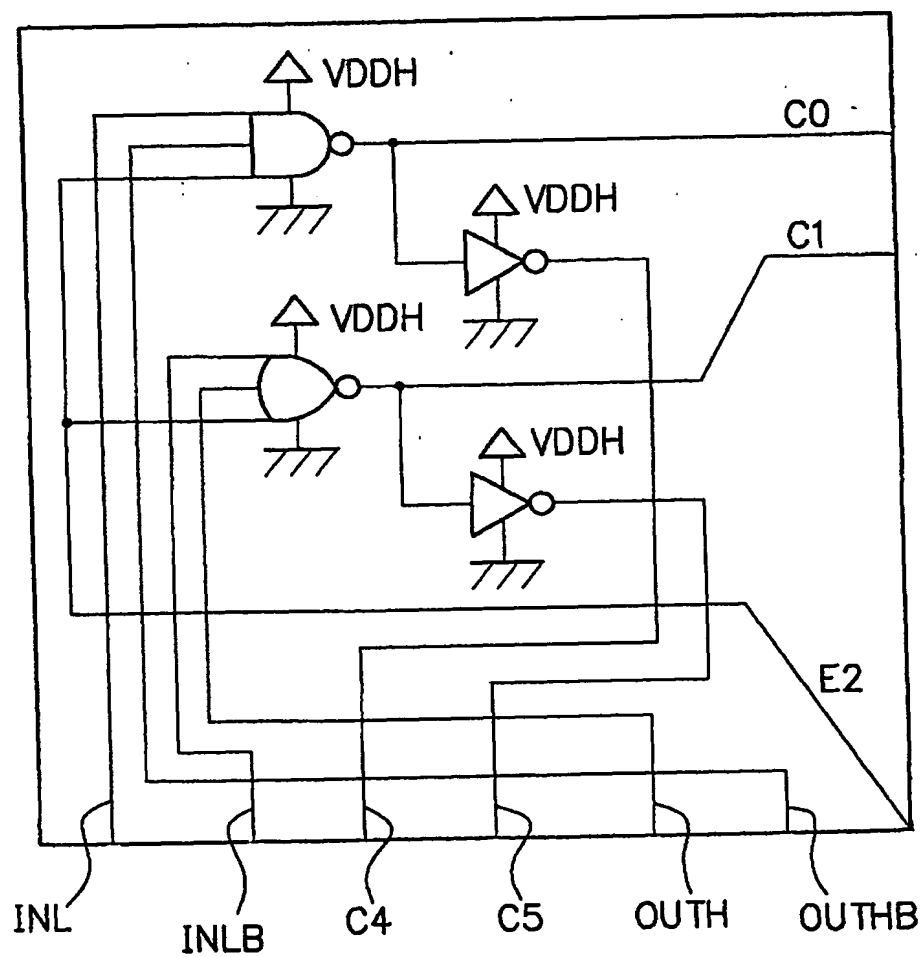 VDDH
C0
VDDH
C1
VDDH
VDDH
E2
INL
INLB
C4
C5
OUTH
OUTHB